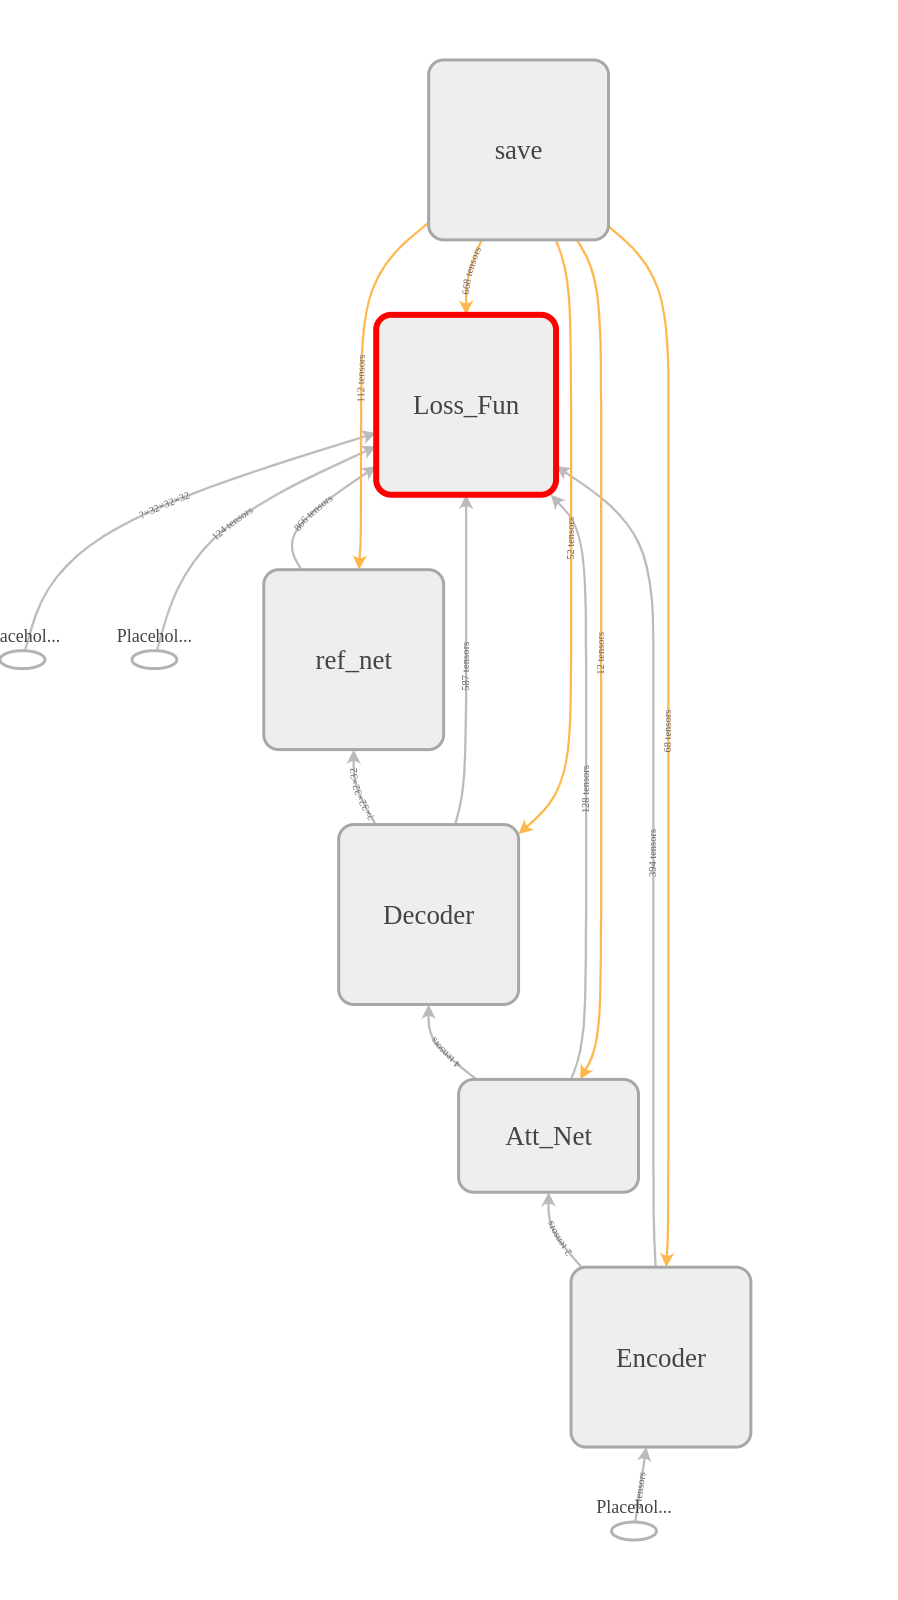 save
668 tensors
112 tensors
Loss_Fun
?×32×32×32
124 tensors
866 tensors
52 tensors
acehol...
Placehol...
ref_net
587 tensors
12 tensors
68 tensors
?×32×32×32
128 tensors
394 tensors
Decoder
4 tensors
Att_Net
2 tensors
Encoder
tensors
Placehol...